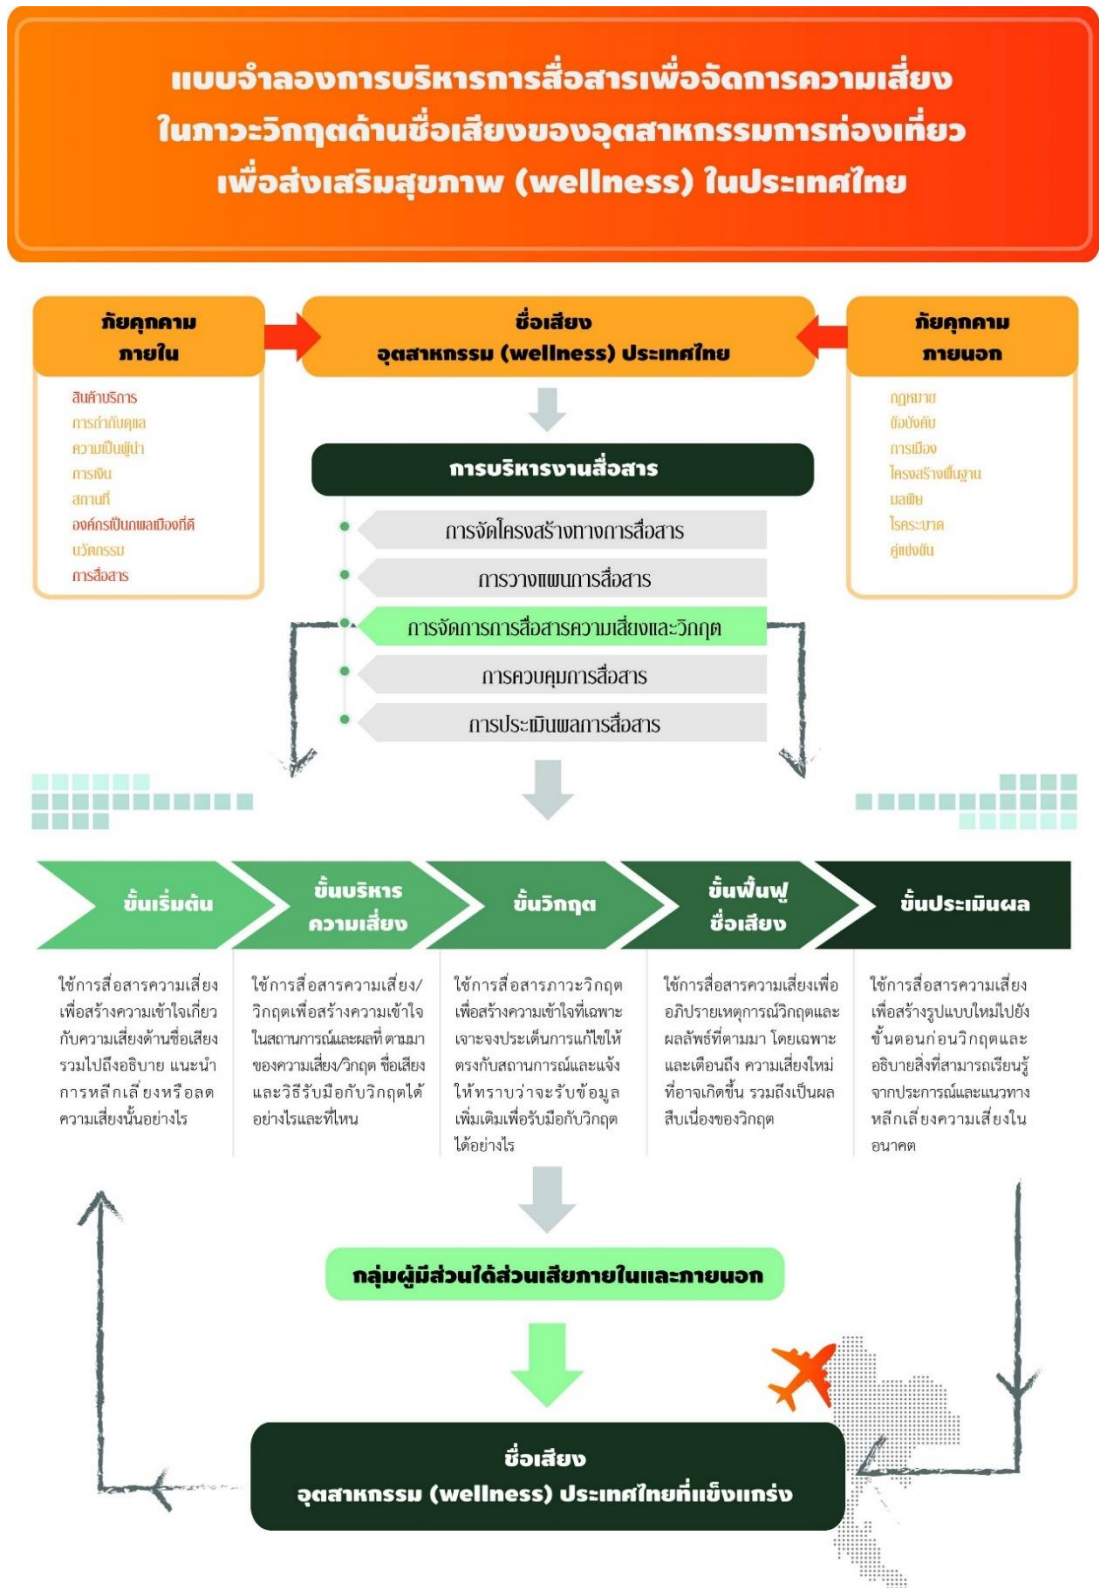 แบบจำลองการบริหารการสื่อสารเพื่อจัดการความเสี่ยง
ในภาวะวิกฤตด้านชื่อเสียงของอุตสาหกรรมการท่องเที่ยว
เพื่อส่งเสริมสุขภาพ (wellness) ในประเทศไทย
ภัยคุกคาม
ภายใน
สินค้าบริการ
การกำกับดูแล
ความเป็นผู้นำ
การเงิน
สถานที่
องค์กรเป็นพลเมืองที่ดี
นวัตกรรม
การสื่อสาร
ชื่อเสียง
อุตสาหกรรม (wellness) ประเทศไทย
ภัยคุกคาม
ภายนอก
กฎหมาย
ข้อบังคับ
การเมือง
โครงสร้างพื้นฐาน
มลพิษ
โรคระบาด
คู่แข่งขัน
การบริหารงานสื่อสาร
การจัดโครงสร้างทางการสื่อสาร
การวางแผนการสื่อสาร
การจัดการการสื่อสารความเสี่ยงและวิกฤต
การควบคุมการสื่อสาร
การประเมินผลการสื่อสาร
ขั้นเริ่มต้น
ใช้การสื่อสารความเสี่ยง
เพื่อสร้างความเข้าใจเกี่ยว
กับความเสี่ยงด้านชื่อเสียง
รวมไปถึงอธิบาย แนะนำ
การหลีกเลี่ยงหรือลด
ความเสี่ยงนั้นอย่างไร
ขั้นบริหาร
ความเสี่ยง
ใช้การสื่อสารความเสี่ยง/
วิกฤตเพื่อสร้างความเข้าใจ
ในสถานการณ์และผลที่ ตามมา
ของความเสี่ยง/วิกฤต ชื่อเสียง
และวิธีรับมือกับวิกฤตได้
อย่างไรและที่ไหน
ขั้นวิกฤต
ใช้การสื่อสารภาวะวิกฤต
เพื่อสร้างความเข้าใจที่เฉพาะ
เจาะจงประเด็นการแก้ไขให้
ตรงกับสถานการณ์และแจ้ง
ให้ทราบว่าจะรับข้อมูล
เพิ่มเติมเพื่อรับมือกับวิกฤต
ได้อย่างไร
ขั้นฟื้นฟู
ชื่อเสียง
ใช้การสื่อสารความเสี่ยงเพื่อ
อภิปรายเหตุการณ์วิกฤตและ
ผลลัพธ์ที่ตามมา โดยเฉพาะ
และเตือนถึง ความเสี่ยงใหม่
ที่อาจเกิดขึ้น รวมถึงเป็นผล
สืบเนื่องของวิกฤต
ขั้นประเมินผล
ใช้การสื่อสารความเสี่ยง
เพื่อสร้างรูปแบบใหม่ไปยัง
ขั้นตอนก่อนวิกฤตและ
อธิบายสิ่งที่สามารถเรียนรู้
จากประการณ์และแนวทาง
หลีกเลี่ยงความเสี่ยงใน
อนาคต
กลุ่มผู้มีส่วนได้ส่วนเสียภายในและภายนอก
ชื่อเสียง
อุตสาหกรรม (wellness) ประเทศไทยที่แข็งแกร่ง